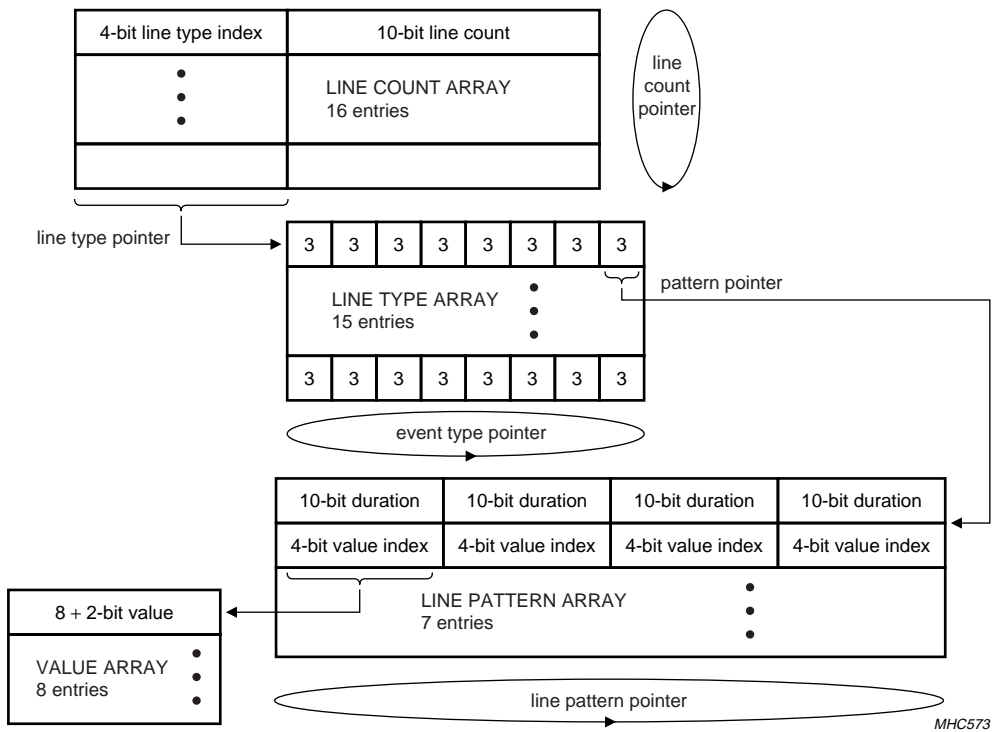 4-bit line type index 10-bit line count
LINE COUNT ARRAY
16 entries
line
count
pointer
line type pointer
3 3 3 3 3 3 3 3
pattern pointer
LINE TYPE ARRAY
15 entries
3 3 3 3 3 3 3 3
event type pointer
10-bit duration 10-bit duration 10-bit duration 10-bit duration
4-bit value index 4-bit value index 4-bit value index 4-bit value index
LINE PATTERN ARRAY
7 entries
8 + 2-bit value
VALUE ARRAY
8 entries
line pattern pointer
MHC573